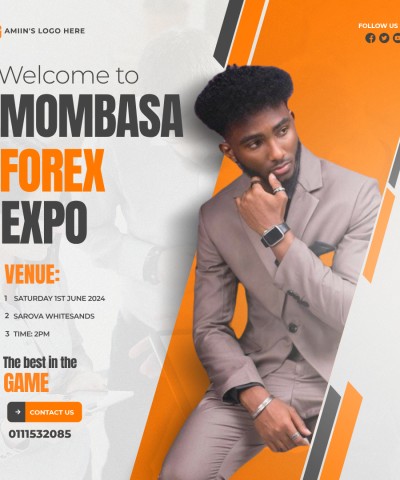 AMIIN'S LOGO HERE
FOLLOW US
Welcome to
MOMBASA
FOREX
EXPO
VENUE:
1 SATURDAY 1ST JUNE 2024
2 SAROVA WHITESANDS
3 TIME: 2PM
The best in the
GAME
CONTACT US
0111532085